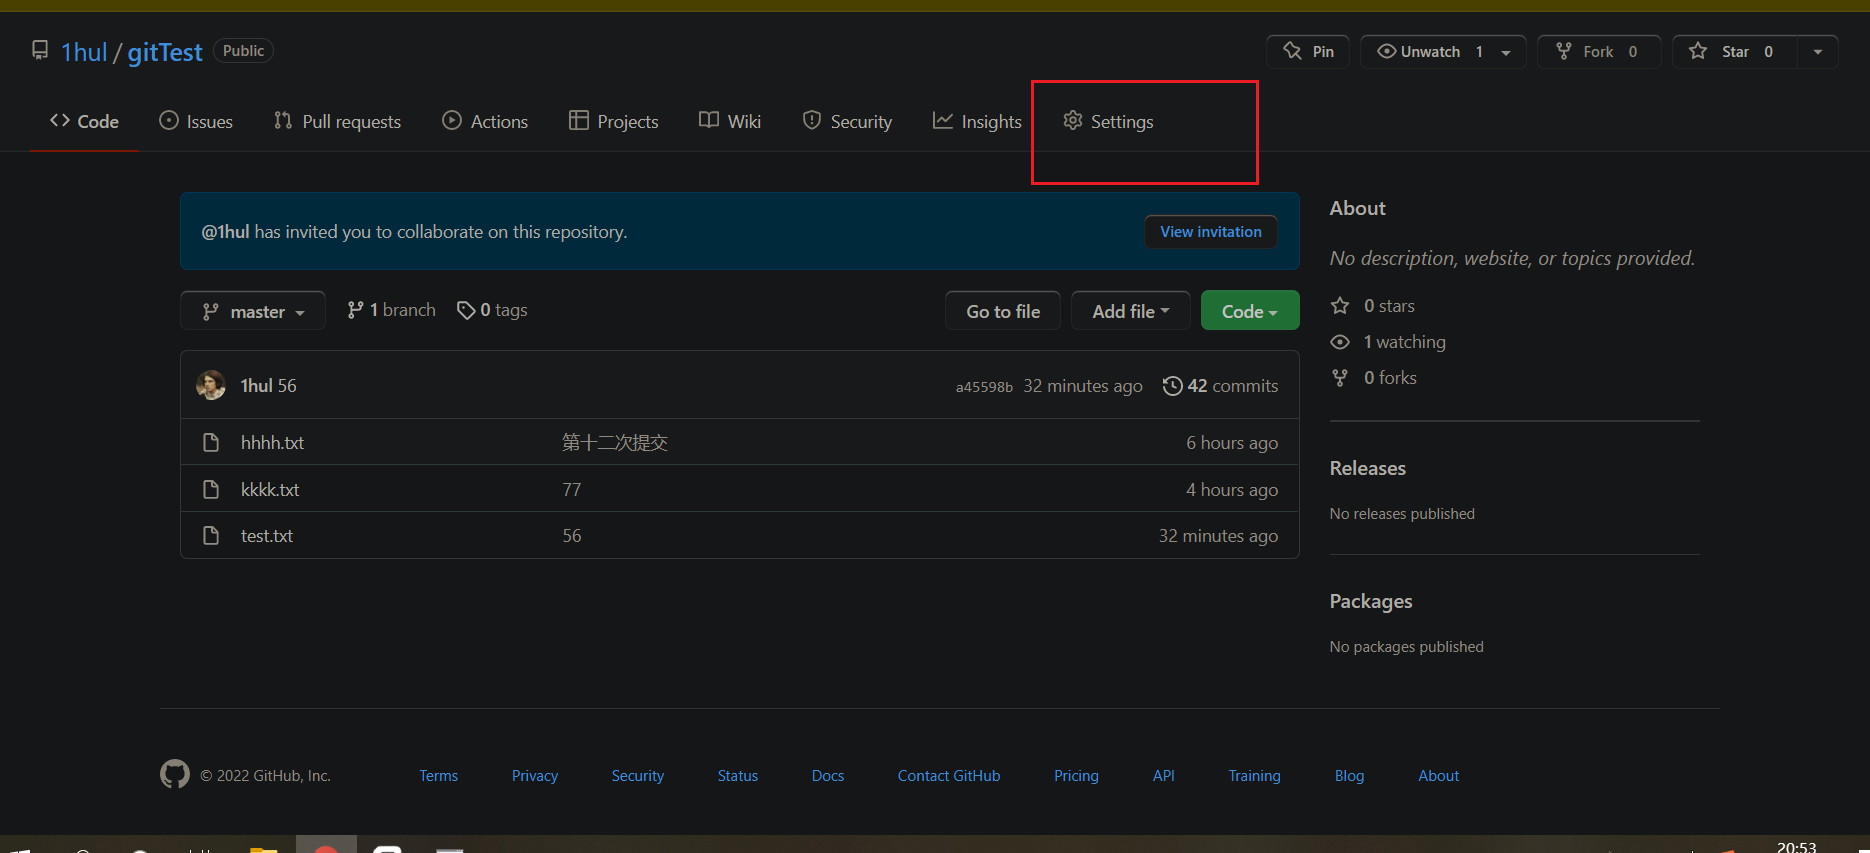 1hul / gitTest Public
Pin Unwatch 1 Fork 0 Star 0
Code Issues Pull requests Actions Projects Wiki Security Insights Settings
@1hul has invited you to collaborate on this repository. View invitation
master 1 branch 0 tags Go to file Add file Code
1hul 56 a45598b 32 minutes ago 42 commits
hhhh.txt 第十二次提交 6 hours ago
kkkk.txt 77 4 hours ago
test.txt 56 32 minutes ago
About
No description, website, or topics provided.
0 stars
1 watching
0 forks
Releases
No releases published
Packages
No packages published
© 2022 GitHub, Inc. Terms Privacy Security Status Docs Contact GitHub Pricing API Training Blog About
20:53